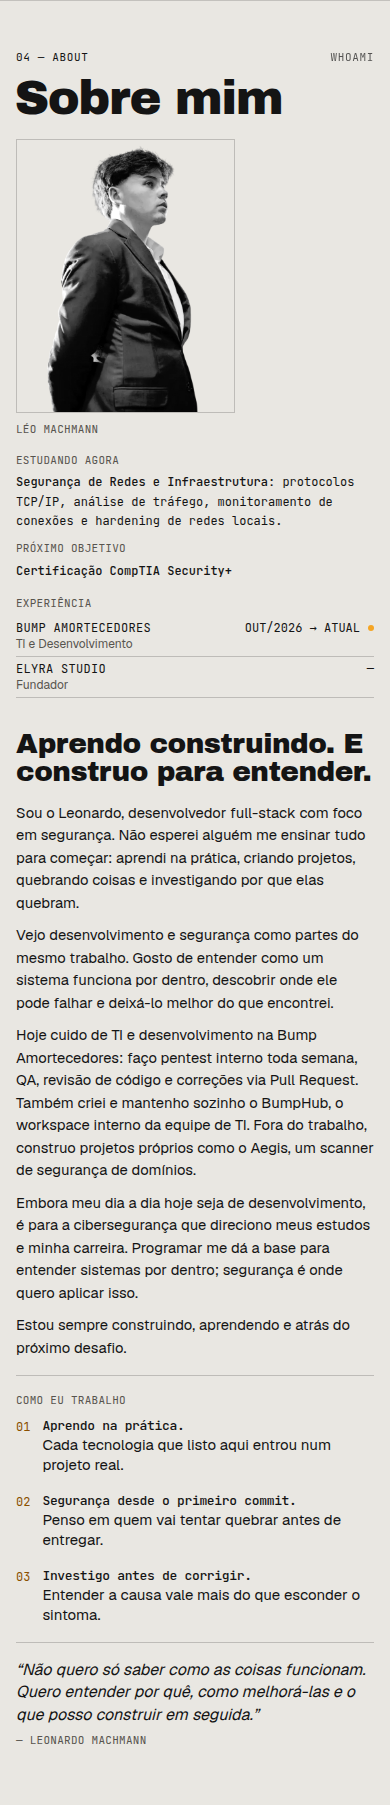 04 — ABOUT WHOAMI
Sobre mim
LÉO MACHMANN
ESTUDANDO AGORA
Segurança de Redes e Infraestrutura: protocolos
TCP/IP, análise de tráfego, monitoramento de
conexões e hardening de redes locais.
PRÓXIMO OBJETIVO
Certificação CompTIA Security+
EXPERIÊNCIA
BUMP AMORTECEDORES OUT/2026 → ATUAL
TI e Desenvolvimento
ELYRA STUDIO —
Fundador
Aprendo construindo. E
construo para entender.
Sou o Leonardo, desenvolvedor full-stack com foco
em segurança. Não esperei alguém me ensinar tudo
para começar: aprendi na prática, criando projetos,
quebrando coisas e investigando por que elas
quebram.
Vejo desenvolvimento e segurança como partes do
mesmo trabalho. Gosto de entender como um
sistema funciona por dentro, descobrir onde ele
pode falhar e deixá-lo melhor do que encontrei.
Hoje cuido de TI e desenvolvimento na Bump
Amortecedores: faço pentest interno toda semana,
QA, revisão de código e correções via Pull Request.
Também criei e mantenho sozinho o BumpHub, o
workspace interno da equipe de TI. Fora do trabalho,
construo projetos próprios como o Aegis, um scanner
de segurança de domínios.
Embora meu dia a dia hoje seja de desenvolvimento,
é para a cibersegurança que direciono meus estudos
e minha carreira. Programar me dá a base para
entender sistemas por dentro; segurança é onde
quero aplicar isso.
Estou sempre construindo, aprendendo e atrás do
próximo desafio.
COMO EU TRABALHO
01 Aprendo na prática.
Cada tecnologia que listo aqui entrou num
projeto real.
02 Segurança desde o primeiro commit.
Penso em quem vai tentar quebrar antes de
entregar.
03 Investigo antes de corrigir.
Entender a causa vale mais do que esconder o
sintoma.
“Não quero só saber como as coisas funcionam.
Quero entender por quê, como melhorá-las e o
que posso construir em seguida.”
— LEONARDO MACHMANN